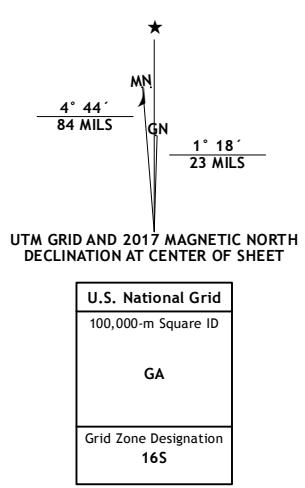 MN
4° 44´
84 MILS
GN
1° 18´
23 MILS
UTM GRID AND 2017 MAGNETIC NORTH
DECLINATION AT CENTER OF SHEET
U.S. National Grid
100,000-m Square ID
GA
Grid Zone Designation
16S